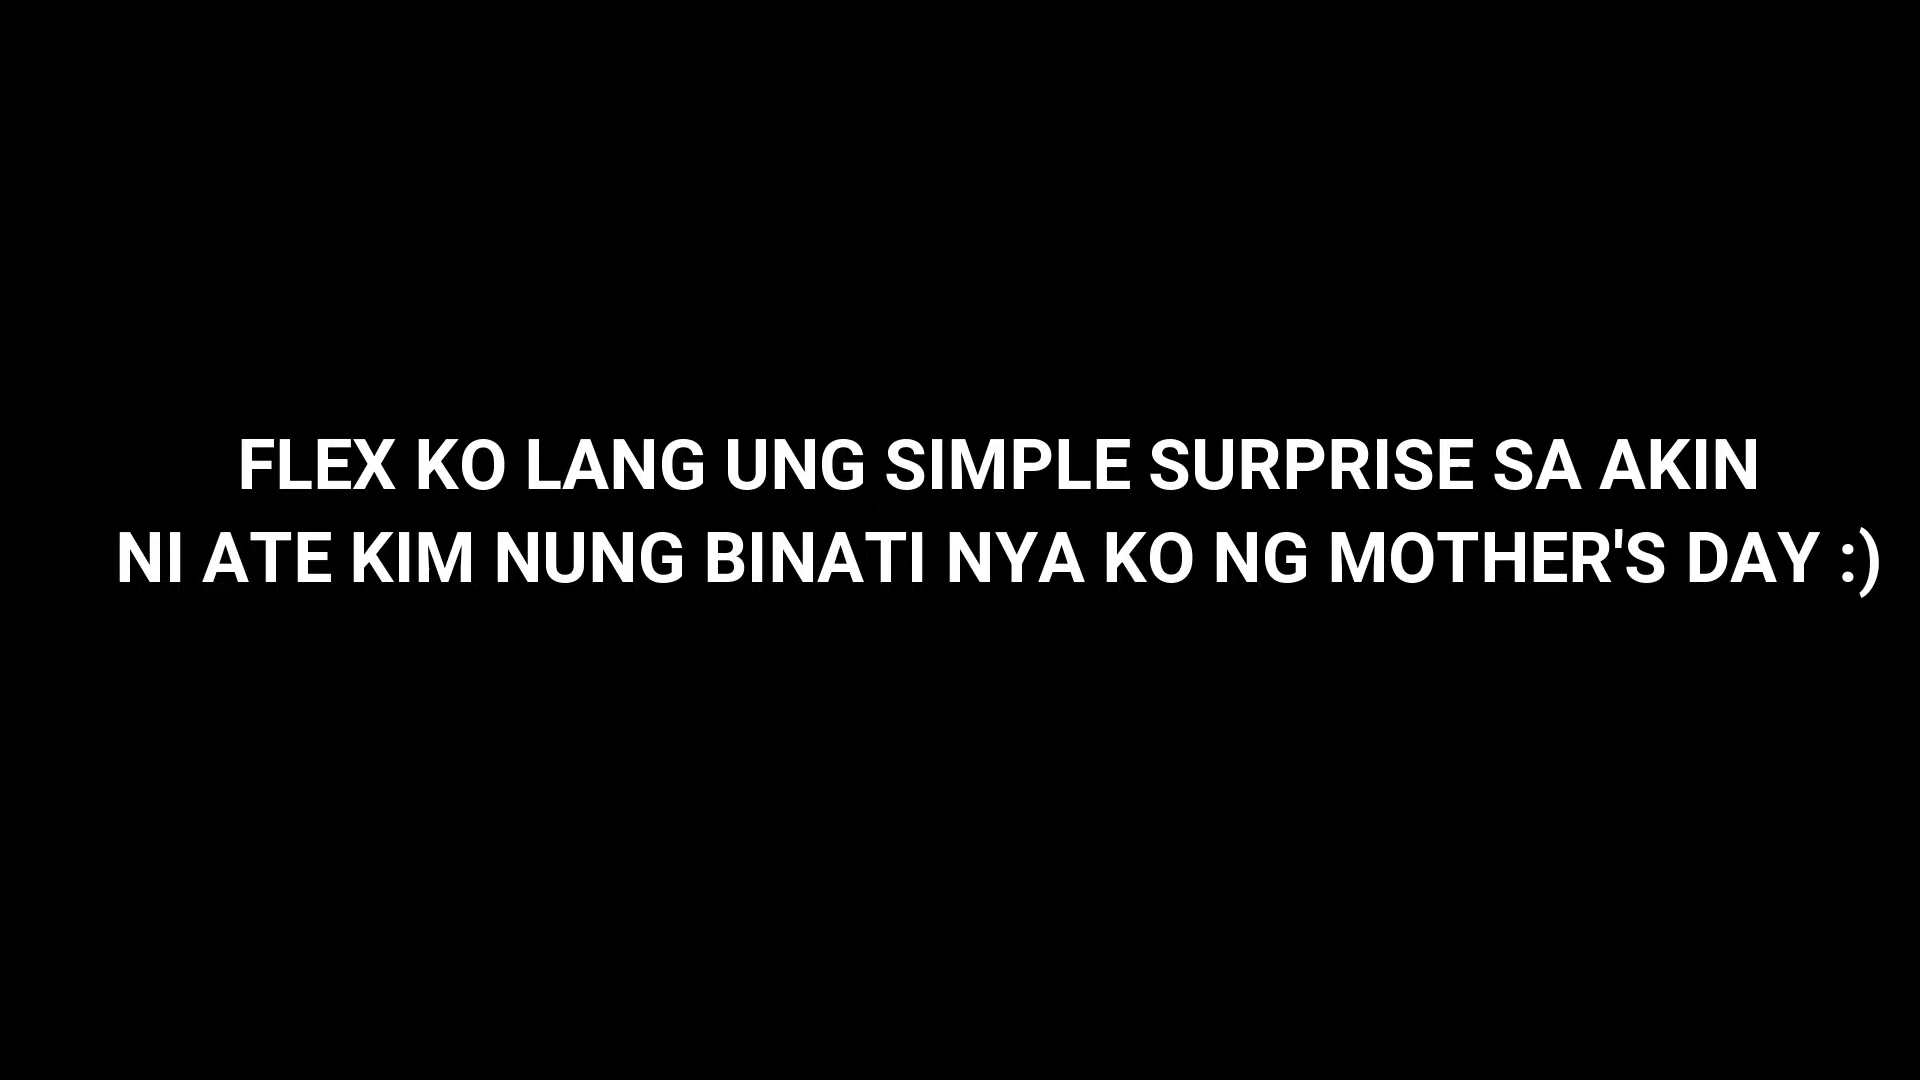 FLEX KO LANG UNG SIMPLE SURPRISE SA AKIN
NI ATE KIM NUNG BINATI NYA KO NG MOTHER'S DAY :)